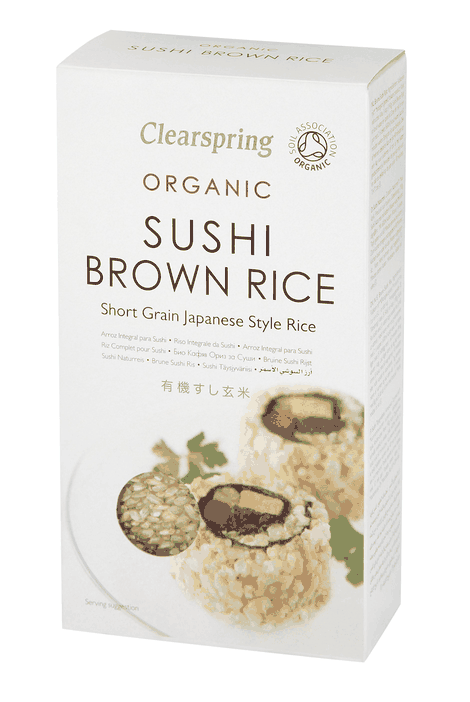 ORGANIC
SUSHI BROWN RICE
Clearspring
SOIL ASSOCIATION
ORGANIC
ORGANIC
SUSHI
BROWN RICE
Short Grain Japanese Style Rice
Arroz Integral para Sushi • Riso Integrale da Sushi • Arroz Integral para Sushi
Riz Complet pour Sushi • Био Кафяв Ориз за Суши • Bruine Sushi Rijst
Sushi Naturreis • Brune Sushi Ris • Sushi Täysjyväriisi • أرز السوشي الأسمر
有機すし玄米
Serving suggestion